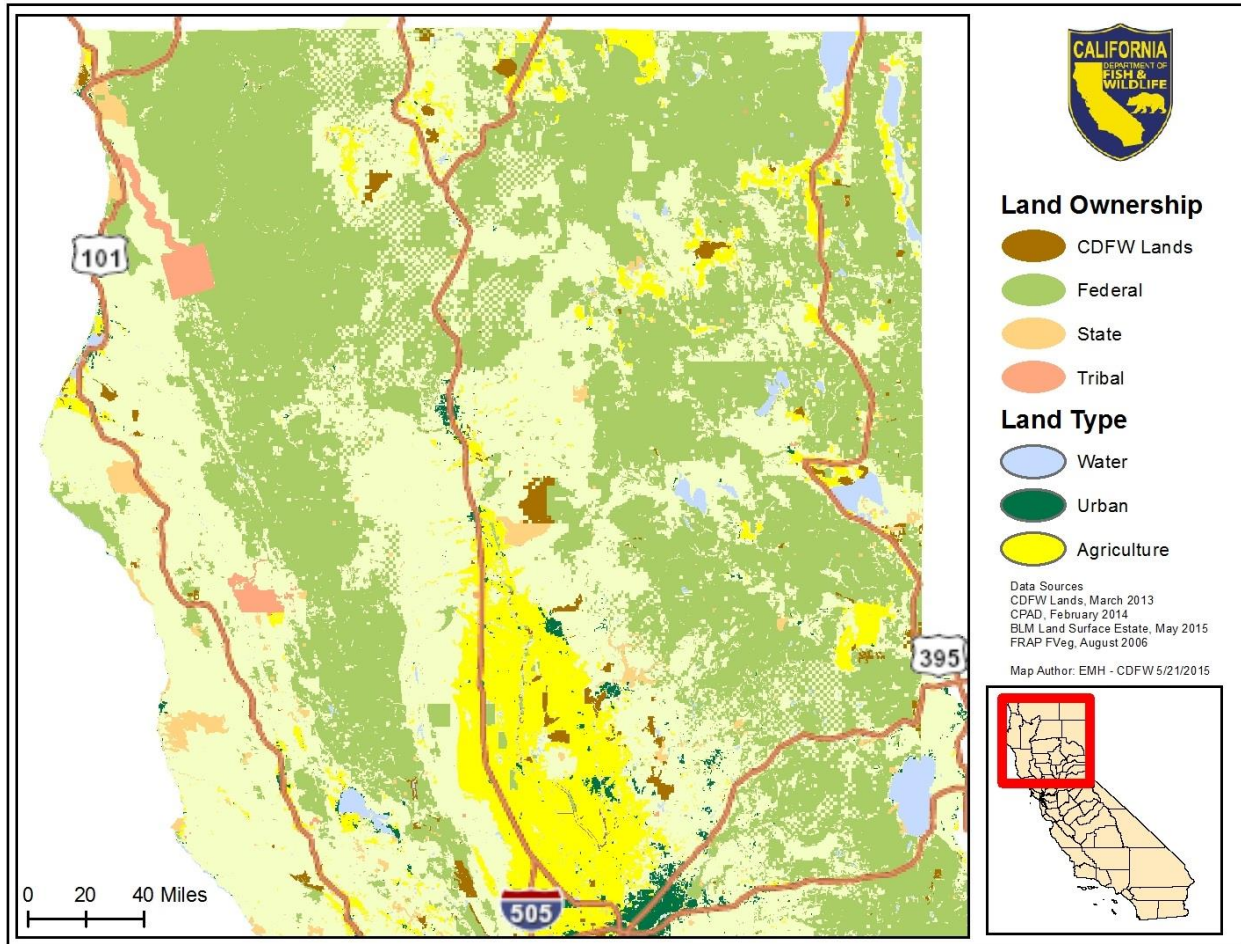 CALIFORNIA
DEPARTMENT OF
FISH &
WILDLIFE
Land Ownership
CDFW Lands
Federal
State
Tribal
Land Type
Water
Urban
Agriculture
Data Sources
CDFW Lands, March 2013
CPAD, February 2014
BLM Land Surface Estate, May 2015
FRAP FVeg, August 2006
Map Author: EMH - CDFW 5/21/2015
101
395
505
0 20 40 Miles